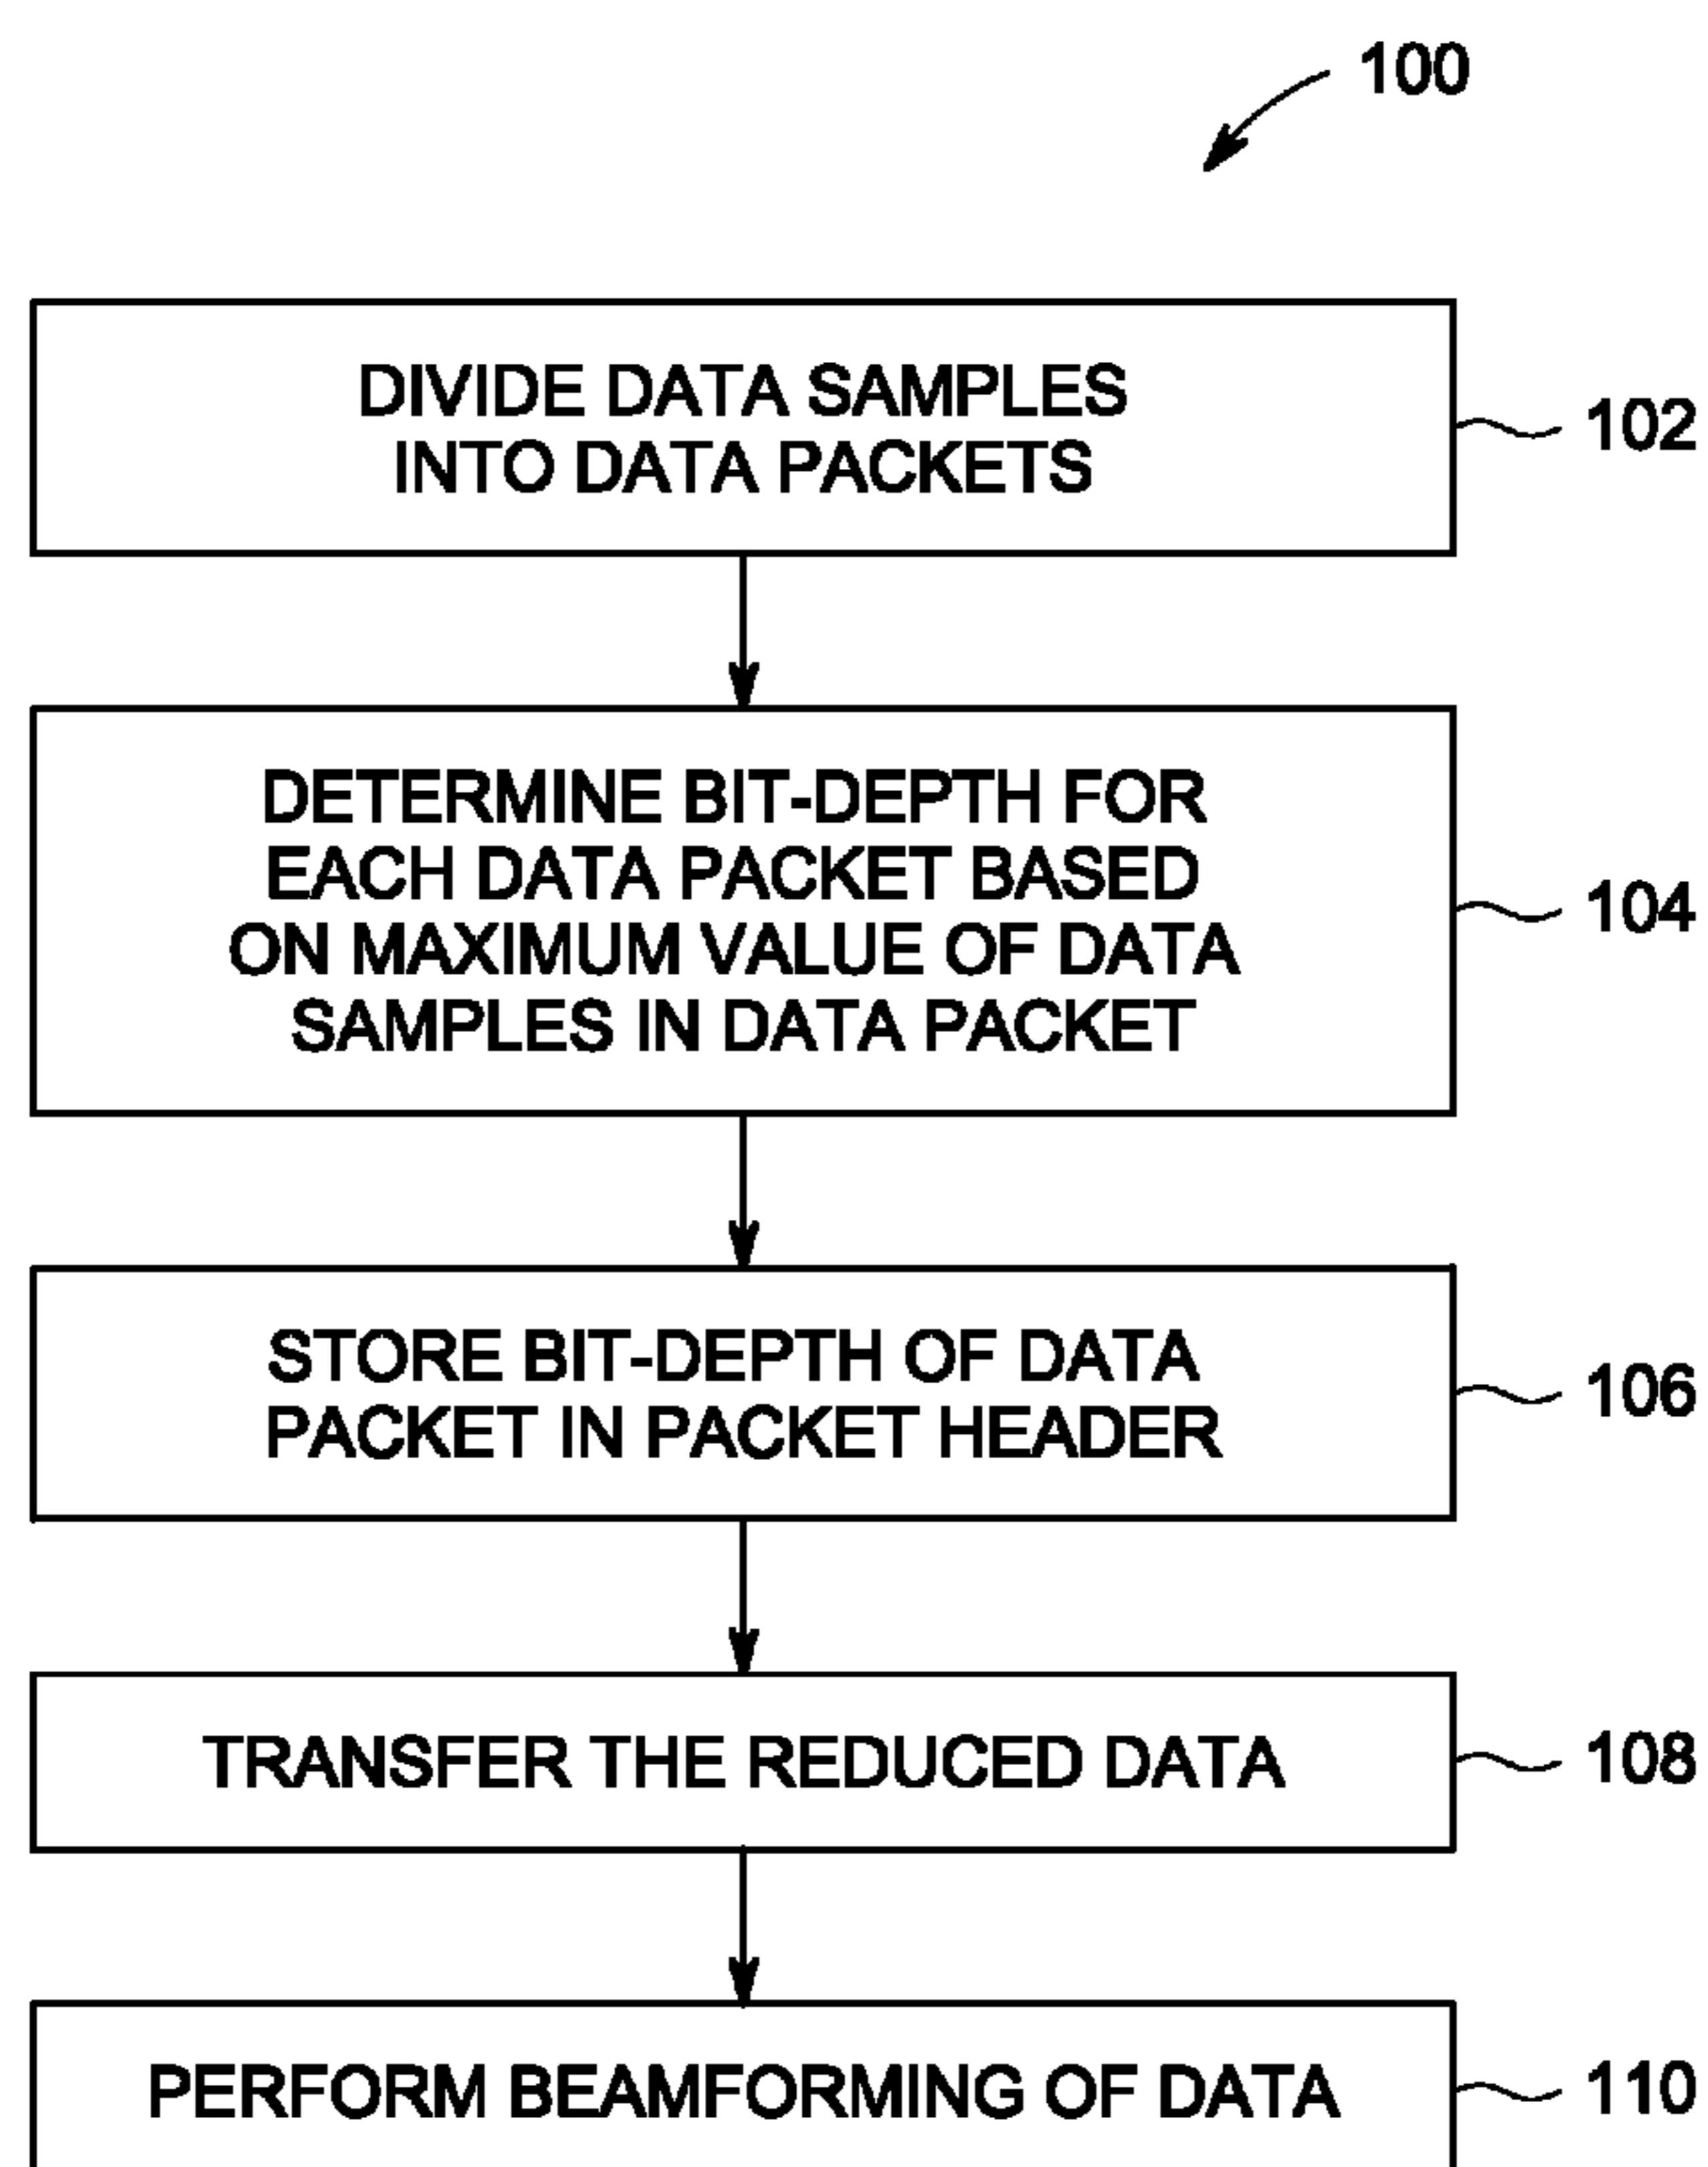 100
DIVIDE DATA SAMPLES
INTO DATA PACKETS
102
DETERMINE BIT-DEPTH FOR
EACH DATA PACKET BASED
ON MAXIMUM VALUE OF DATA
SAMPLES IN DATA PACKET
104
STORE BIT-DEPTH OF DATA
PACKET IN PACKET HEADER
106
TRANSFER THE REDUCED DATA
108
PERFORM BEAMFORMING OF DATA
110